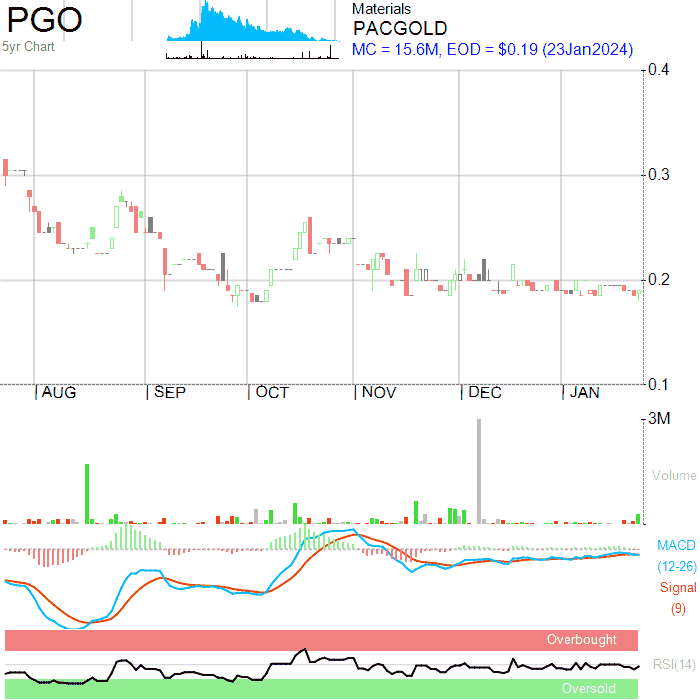 PGO
5yr Chart
Materials
PACGOLD
MC = 15.6M, EOD = $0.19 (23Jan2024)
0.4
0.3
0.2
0.1
AUG SEP OCT NOV DEC JAN
3M
Volume
MACD
(12-26)
Signal
(9)
Overbought
RSI(14)
Oversold